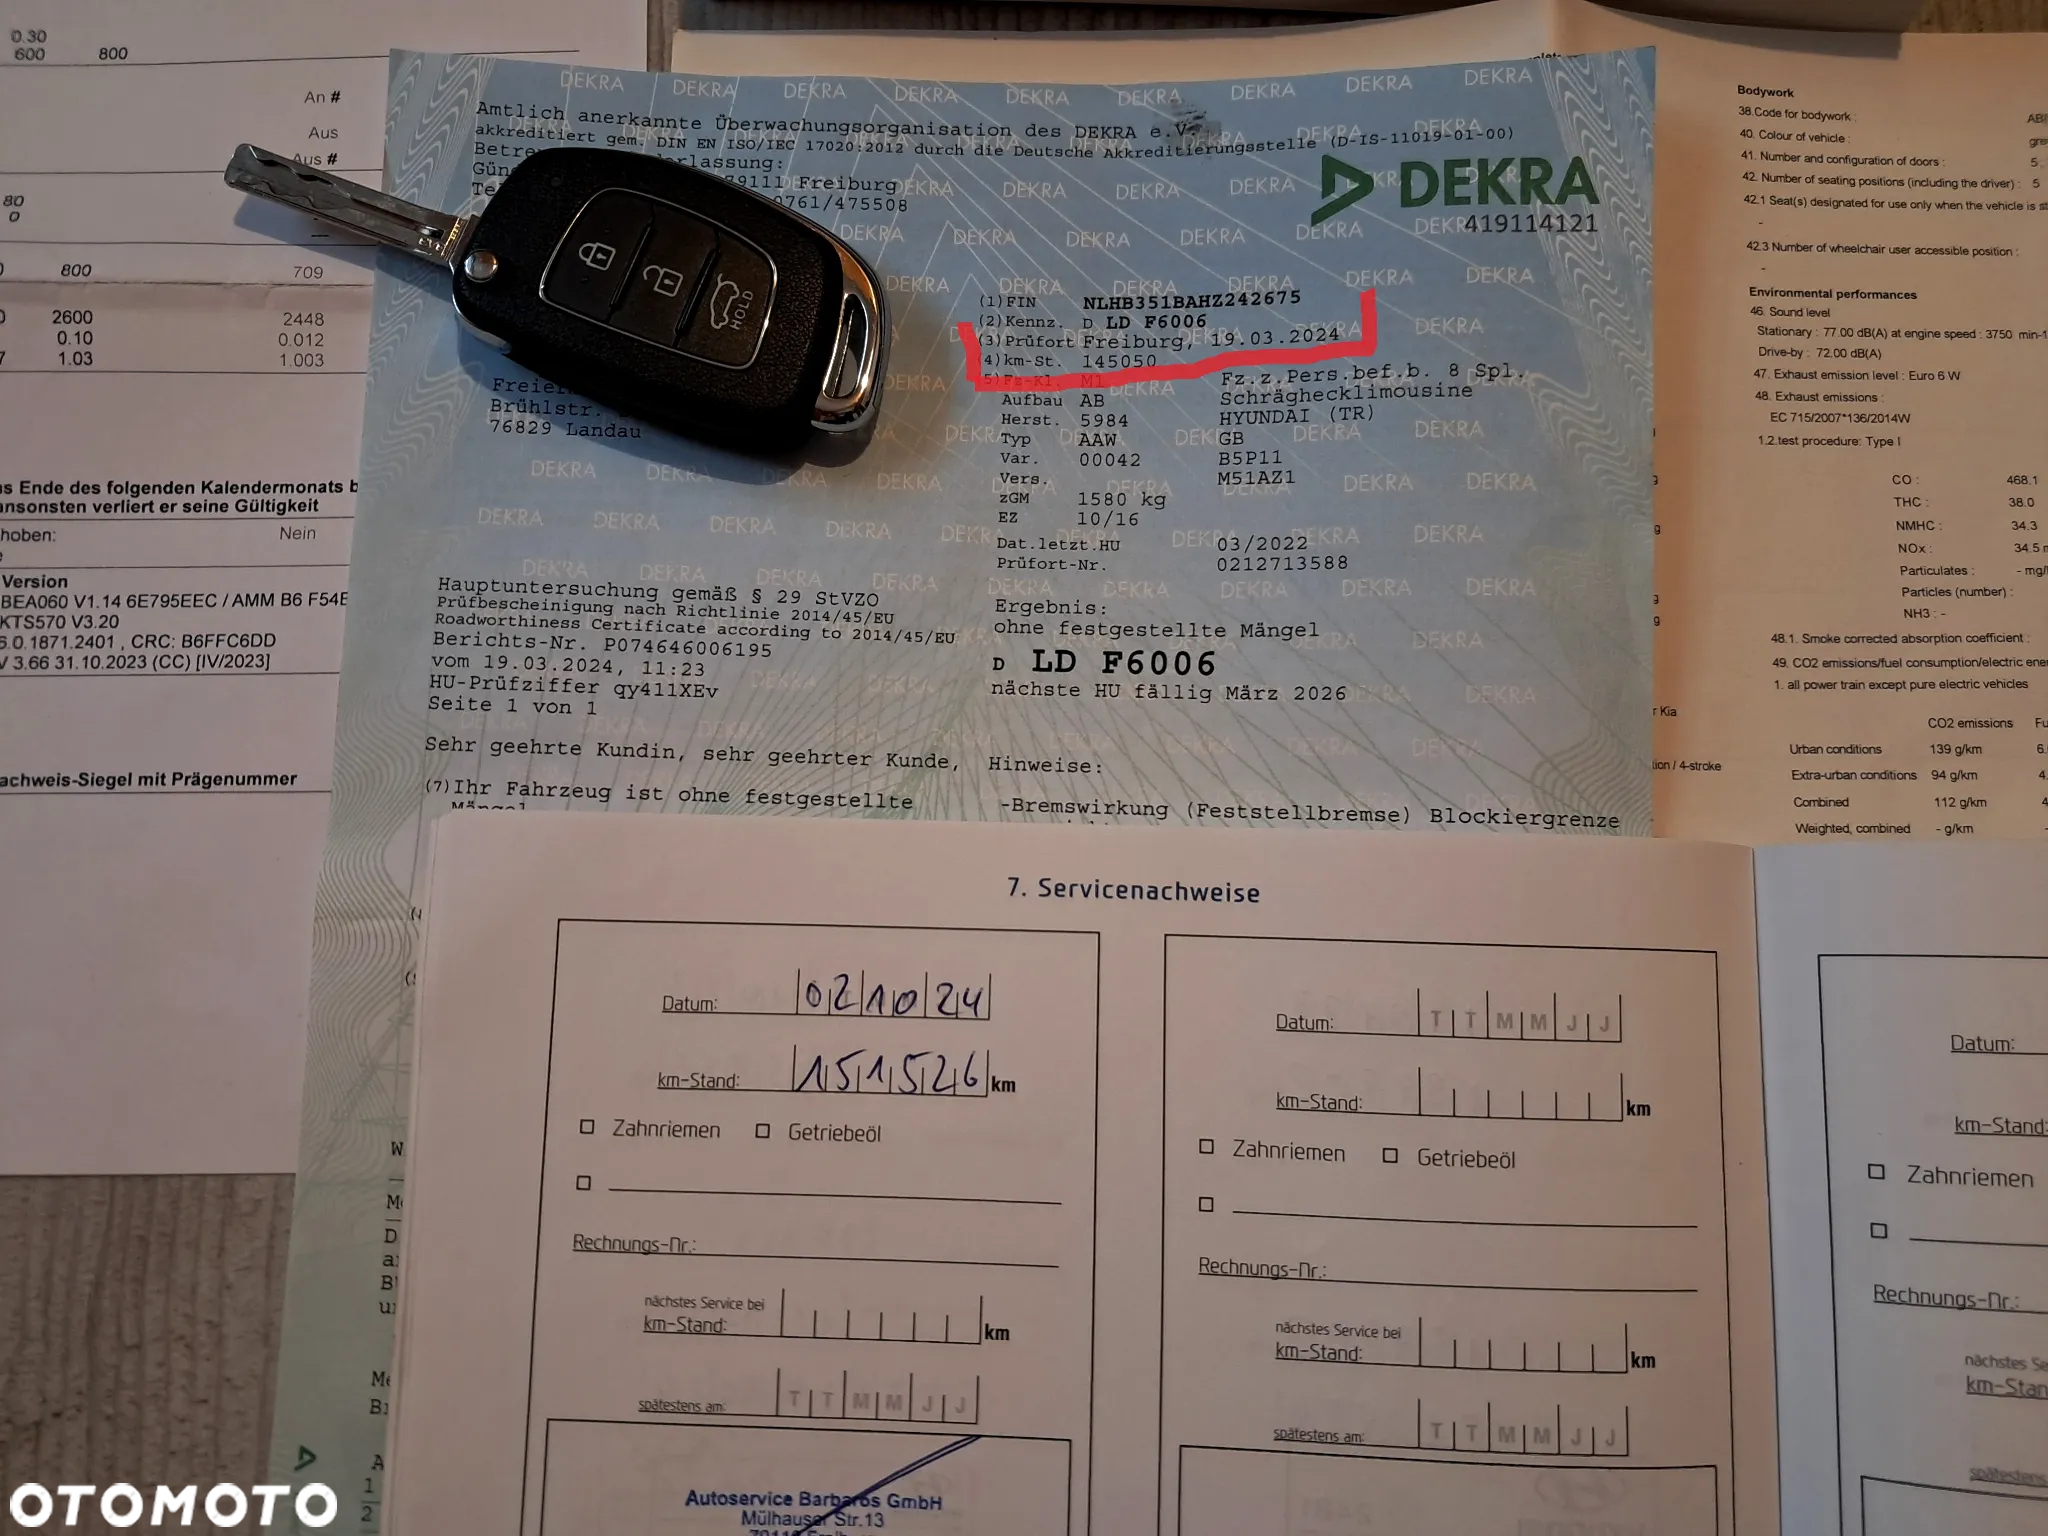 0.30
600 800
An #
Aus
Aus #
80
0
800 709
2600 2448
0.10 0.012
1.03 1.003
s Ende des folgenden Kalendermonats b
ansonsten verliert er seine Gültigkeit
hoben: Nein
Version
BEA060 V1.14 6E795EEC / AMM B6 F54E
KTS570 V3.20
6.0.1871.2401 , CRC: B6FFC6DD
V 3.66 31.10.2023 (CC) [IV/2023]
achweis-Siegel mit Prägenummer
Amtlich anerkannte Überwachungsorganisation des DEKRA e.V.
akkreditiert gem. DIN EN ISO/IEC 17020:2012 durch die Deutsche Akkreditierungsstelle (D-IS-11019-01-00)
Betre erlassung:
Gün 79111 Freiburg
Te 0761/475508
DEKRA
419114121
(1)FIN NLHB351BAHZ242675
(2)Kennz. D LD F6006
(3)Prüfort Freiburg, 19.03.2024
(4)km-St. 145050
5)Fz-Kl. M1 Fz.z.Pers.bef.b. 8 Spl.
Aufbau AB Schräghecklimousine
Herst. 5984 HYUNDAI (TR)
Typ AAW GB
Var. 00042 B5P11
Vers. M51AZ1
zGM 1580 kg
EZ 10/16
Dat.letzt.HU 03/2022
Prüfort-Nr. 0212713588
Freie
Brühlstr.
76829 Landau
Hauptuntersuchung gemäß § 29 StVZO
Prüfbescheinigung nach Richtlinie 2014/45/EU
Roadworthiness Certificate according to 2014/45/EU
Berichts-Nr. P074646006195
vom 19.03.2024, 11:23
HU-Prüfziffer qy411XEv
Seite 1 von 1
Ergebnis:
ohne festgestellte Mängel
D LD F6006
nächste HU fällig März 2026
Sehr geehrte Kundin, sehr geehrter Kunde,
(7)Ihr Fahrzeug ist ohne festgestellte
Mängel
Hinweise:
-Bremswirkung (Feststellbremse) Blockiergrenze
Bodywork
38.Code for bodywork :
40. Colour of vehicle :
41. Number and configuration of doors : 5
42. Number of seating positions (including the driver) : 5
42.1 Seat(s) designated for use only when the vehicle is st
-
42.3 Number of wheelchair user accessible position :
-
Environmental performances
46. Sound level
Stationary : 77.00 dB(A) at engine speed : 3750 min-1
Drive-by : 72.00 dB(A)
47. Exhaust emission level : Euro 6 W
48. Exhaust emissions :
EC 715/2007*136/2014W
1.2.test procedure: Type I
CO : 468.1
THC : 38.0
NMHC : 34.3
NOx : 34.5 m
Particulates : - mg/
Particles (number) :
NH3 : -
48.1. Smoke corrected absorption coefficient :
49. CO2 emissions/fuel consumption/electric ene
1. all power train except pure electric vehicles
r Kia
CO2 emissions Fu
Urban conditions 139 g/km 6.
tion / 4-stroke
Extra-urban conditions 94 g/km 4.
Combined 112 g/km 4
Weighted, combined - g/km
7. Servicenachweise
Datum: 02 10 24
km-Stand: 151526 km
Zahnriemen Getriebeöl
Rechnungs-Nr.:
nächstes Service bei
km-Stand: km
spätestens am: T T M M J J
Autoservice Barbaros GmbH
Mülhauser Str.13
Datum: T T M M J J
km-Stand: km
Zahnriemen Getriebeöl
Rechnungs-Nr.:
nächstes Service bei
km-Stand: km
spätestens am: T T M M J J
Datum:
km-Stand:
Zahnriemen
Rechnungs-Nr.:
nächstes Se
km-Stan
spätestens
HOLD
OTOMOTO